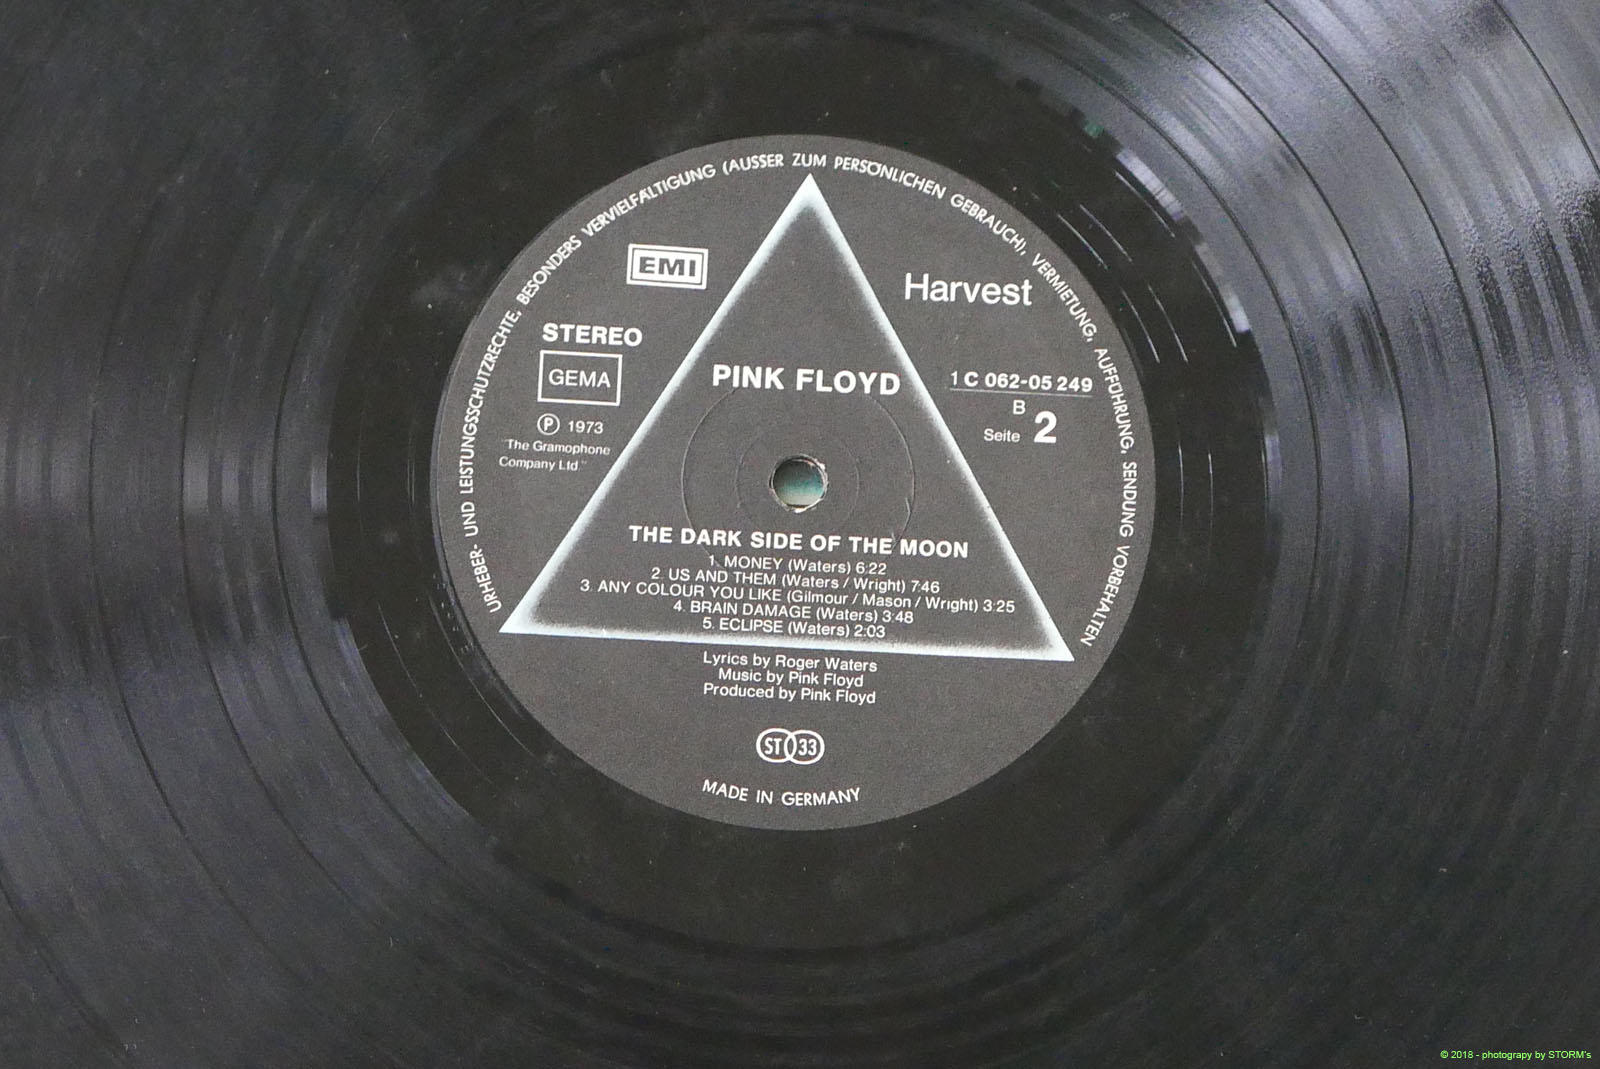 URHEBER- UND LEISTUNGSSCHUTZRECHTE, BESONDERS VERVIELFÄLTIGUNG (AUSSER ZUM PERSÖNLICHEN GEBRAUCH), VERMIETUNG, AUFFÜHRUNG, SENDUNG VORBEHALTEN
EMI
Harvest
STEREO
GEMA
℗ 1973
"The Gramophone
Company Ltd."
PINK FLOYD
1 C 062-05 249
B
Seite 2
THE DARK SIDE OF THE MOON
1. MONEY (Waters) 6:22
2. US AND THEM (Waters / Wright) 7:46
3. ANY COLOUR YOU LIKE (Gilmour / Mason / Wright) 3:25
4. BRAIN DAMAGE (Waters) 3:48
5. ECLIPSE (Waters) 2:03
Lyrics by Roger Waters
Music by Pink Floyd
Produced by Pink Floyd
ST 33
MADE IN GERMANY
© 2018 - photograpy by STORM's